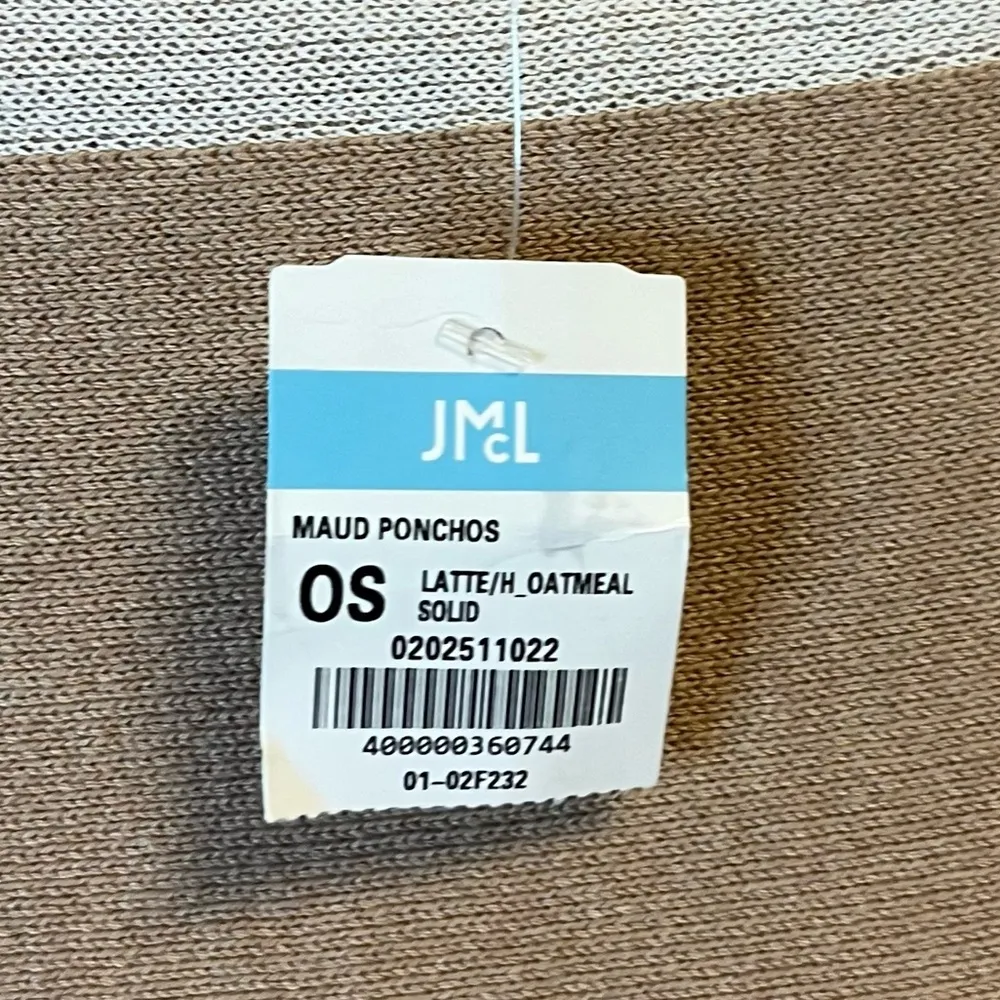 JMcL
MAUD PONCHOS
OS LATTE/H_OATMEAL
SOLID
0202511022
400000360744
01-02F232